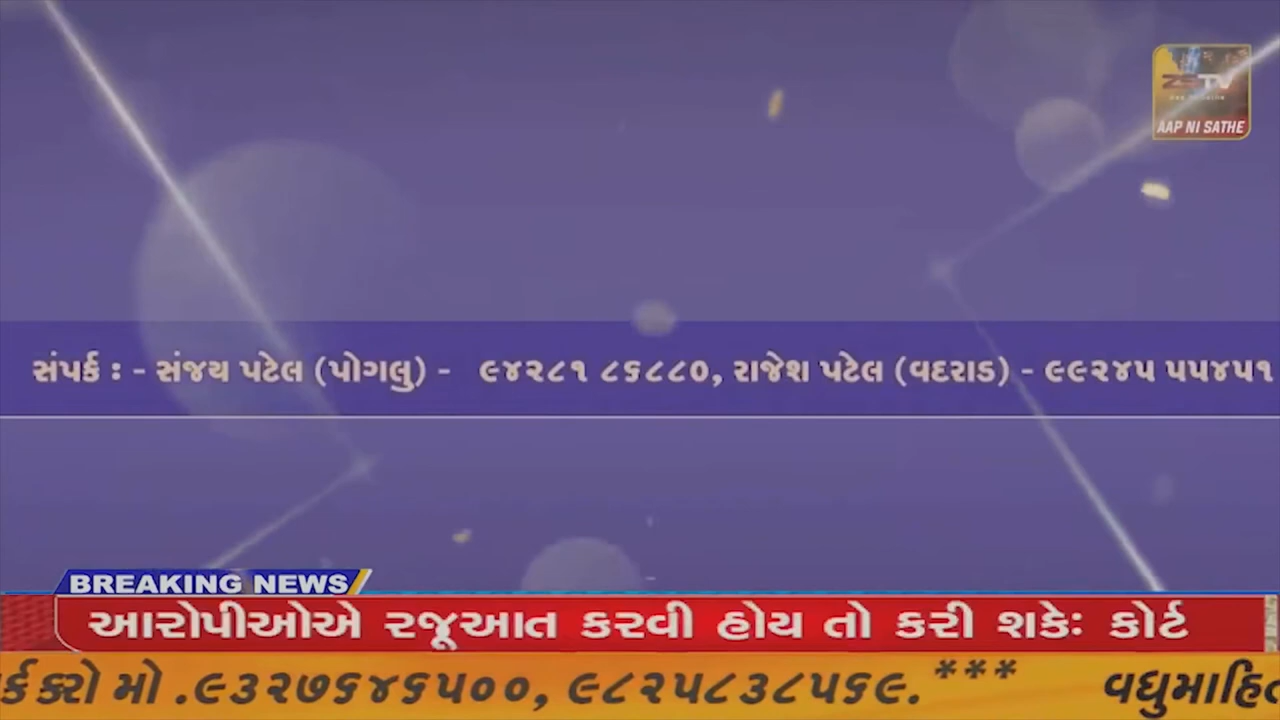 ZSTV
AAP NI SATHE
સંપર્ક : - સંજય પટેલ (પોગલુ) - ૯૪૨૮૧ ૮૬૮૮૦, રાજેશ પટેલ (વદરાડ) - ૯૯૨૪૫ ૫૫૪૫૧
BREAKING NEWS
આરોપીઓએ રજૂઆત કરવી હોય તો કરી શકેઃ કોર્ટ
ર્ક કરો મો .૯૩૨૭૬૪૬૫૦૦, ૯૮૨૫૮૩૮૫૬૯. *** વધુમાહિત